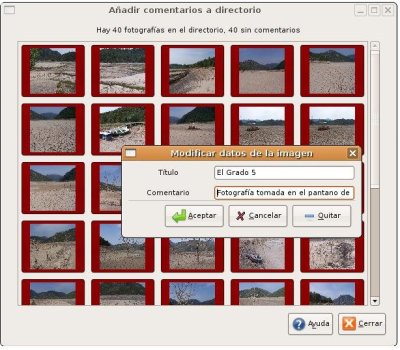 Añadir comentarios a directorio
Hay 40 fotografías en el directorio, 40 sin comentarios
Modificar datos de la imagen
Título
El Grado 5
Comentario
Fotografía tomada en el pantano de
Aceptar
Cancelar
Quitar
Ayuda
Cerrar